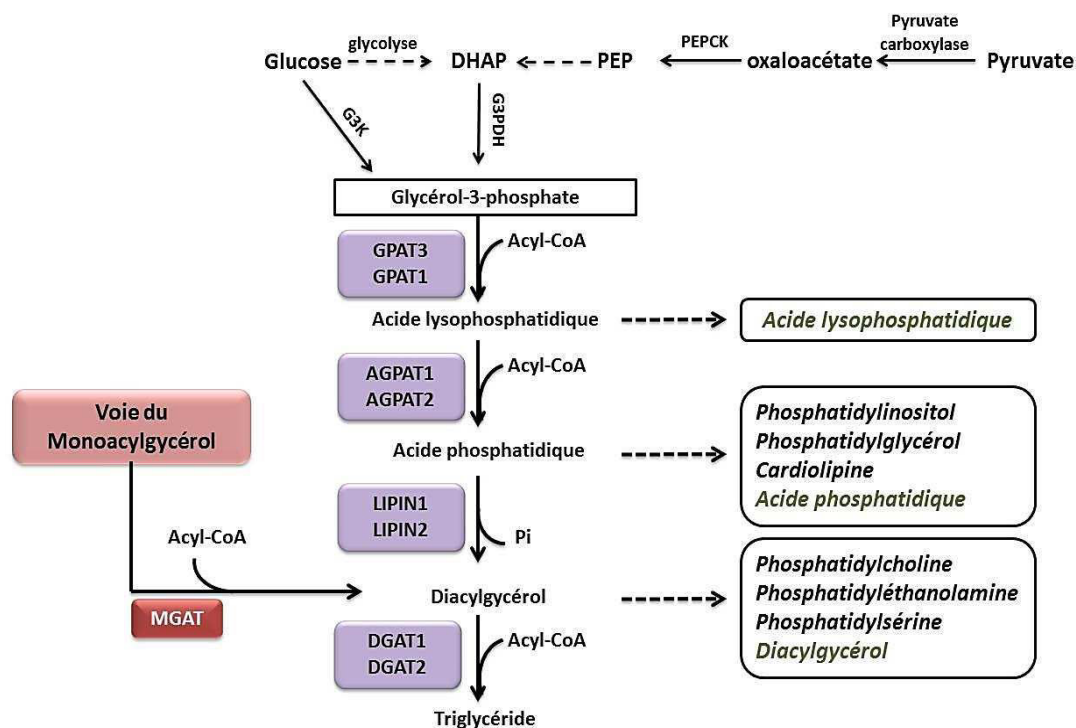 Pyruvate
carboxylase
glycolyse
PEPCK
Glucose
DHAP
PEP
oxaloacétate
Pyruvate
G3K
G3PDH
Glycérol-3-phosphate
GPAT3
GPAT1
Acyl-CoA
Acide lysophosphatidique
Acide lysophosphatidique
AGPAT1
AGPAT2
Acyl-CoA
Voie du
Monoacylgycérol
Acide phosphatidique
Phosphatidylinositol
Phosphatidylglycérol
Cardiolipine
Acide phosphatidique
LIPIN1
LIPIN2
Pi
Acyl-CoA
MGAT
Diacylgycérol
Phosphatidylcholine
Phosphatidyléthanolamine
Phosphatidylsérine
Diacylgycérol
DGAT1
DGAT2
Acyl-CoA
Triglycéride